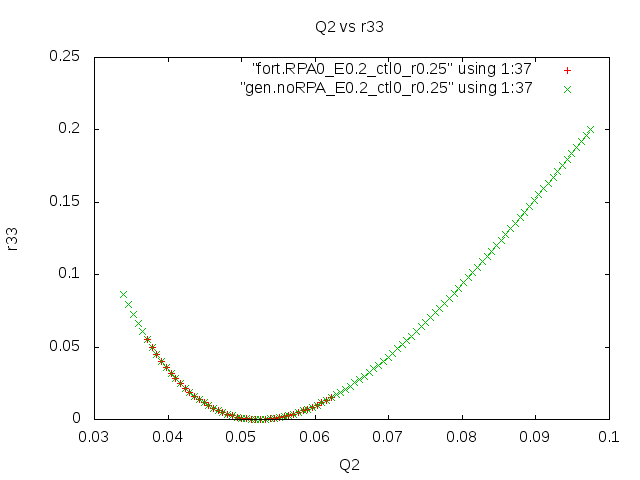 Q2 vs r33
0.25
"fort.RPA0_E0.2_ctl0_r0.25" using 1:37
"gen.noRPA_E0.2_ctl0_r0.25" using 1:37
0.2
0.15
r33
0.1
0.05
0
0.03 0.04 0.05 0.06 0.07 0.08 0.09 0.1
Q2